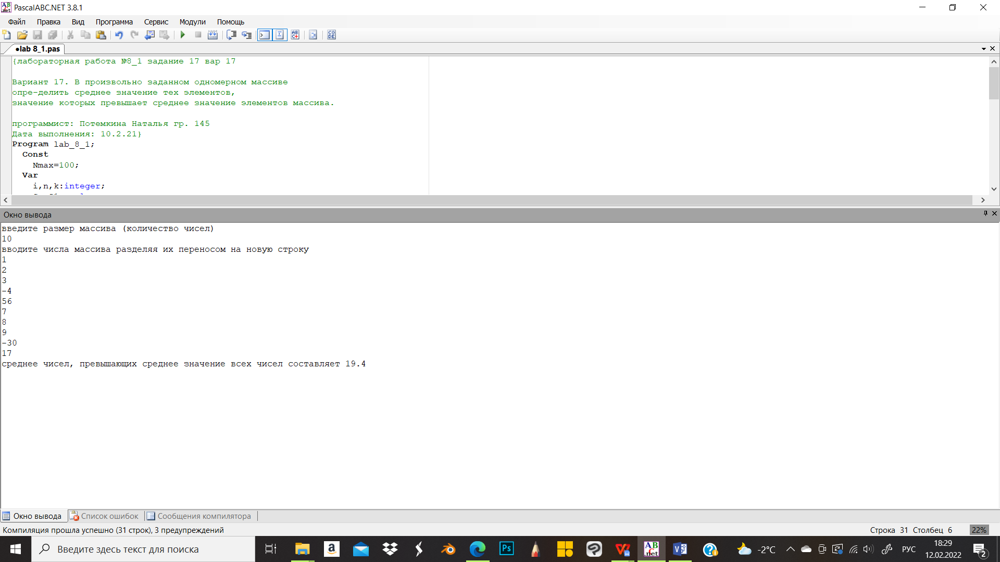 PascalABC.NET 3.8.1
Файл Правка Вид Программа Сервис Модули Помощь
●lab 8_1.pas
{лабораторная работа №8_1 задание 17 вар 17
Вариант 17. В произвольно заданном одномерном массиве
опре-делить среднее значение тех элементов,
значение которых превышает среднее значение элементов массива.
программист: Потемкина Наталья гр. 145
Дата выполнения: 10.2.21}
Program lab_8_1;
Const
Nmax=100;
Var
i,n,k:integer;
Окно вывода
введите размер массива (количество чисел)
10
вводите числа массива разделяя их переносом на новую строку
1
2
3
-4
56
7
8
9
-30
17
среднее чисел, превышающих среднее значение всех чисел составляет 19.4
Окно вывода Список ошибок Сообщения компилятора
Компиляция прошла успешно (31 строк), 3 предупреждений Строка 31 Столбец 6 22%
Введите здесь текст для поиска
-2°C РУС 18:29
12.02.2022
2